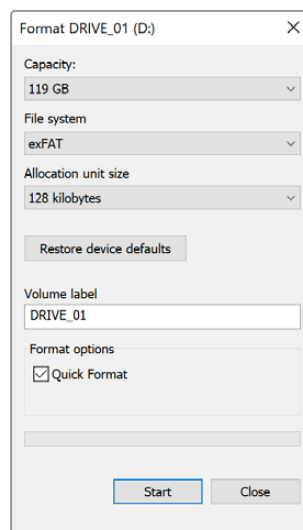 Format DRIVE_01 (D:)
Capacity:
119 GB
File system
exFAT
Allocation unit size
128 kilobytes
Restore device defaults
Volume label
DRIVE_01
Format options
Quick Format
Start Close